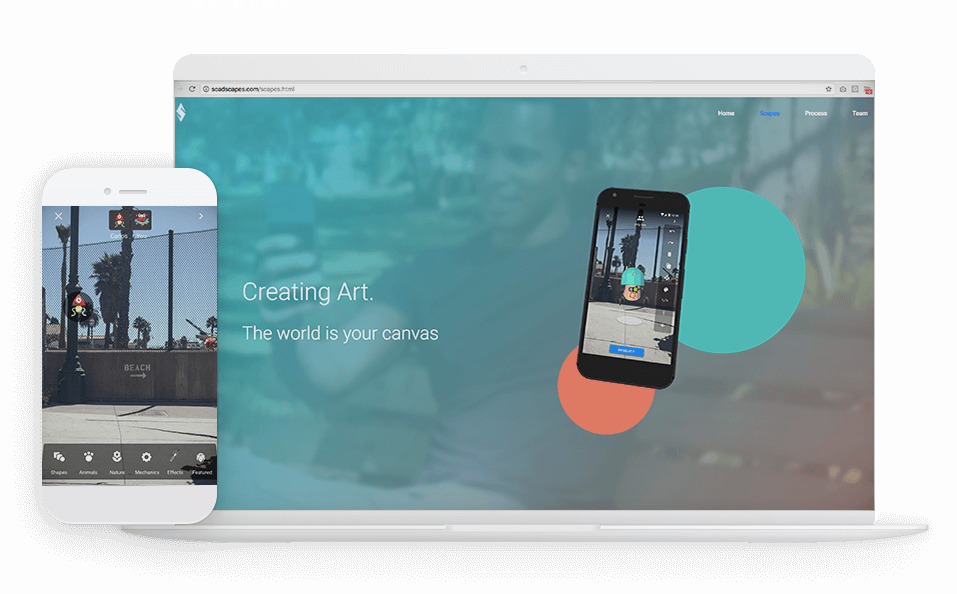 scadscapes.com/scapes.html
Home Scapes Process Team
Creating Art.
The world is your canvas
BEACH
Shapes Animals Nature Mechanics Effects Featured